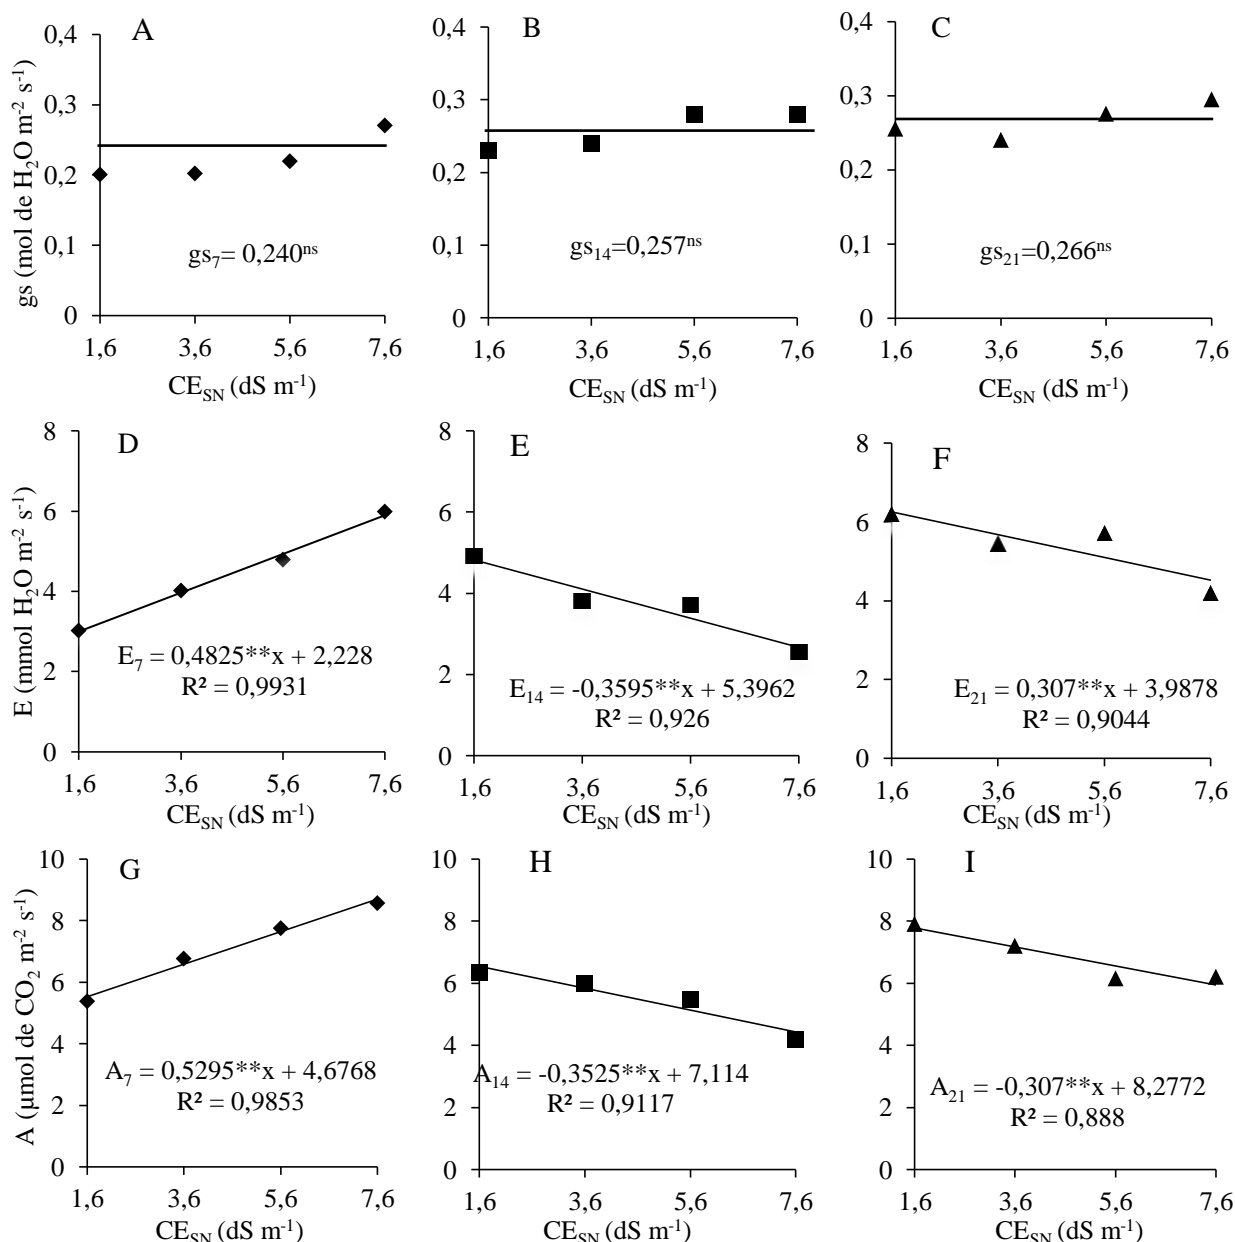 A
gs (mol de H₂O m⁻² s⁻¹)
0,4
0,3
0,2
0,1
0
gs₇= 0,240ⁿˢ
1,6 3,6 5,6 7,6
CE_SN (dS m⁻¹)
B
0,4
0,3
0,2
0,1
0
gs₁₄=0,257ⁿˢ
1,6 3,6 5,6 7,6
CE_SN (dS m⁻¹)
C
0,4
0,3
0,2
0,1
0
gs₂₁=0,266ⁿˢ
1,6 3,6 5,6 7,6
CE_SN (dS m⁻¹)
D
E (mmol H₂O m⁻² s⁻¹)
8
6
4
2
0
E₇ = 0,4825**x + 2,228
R² = 0,9931
1,6 3,6 5,6 7,6
CE_SN (dS m⁻¹)
E
8
6
4
2
0
E₁₄ = -0,3595**x + 5,3962
R² = 0,926
1,6 3,6 5,6 7,6
CE_SN (dS m⁻¹)
F
8
6
4
2
0
E₂₁ = 0,307**x + 3,9878
R² = 0,9044
1,6 3,6 5,6 7,6
CE_SN (dS m⁻¹)
G
A (µmol de CO₂ m⁻² s⁻¹)
10
8
6
4
2
0
A₇ = 0,5295**x + 4,6768
R² = 0,9853
1,6 3,6 5,6 7,6
CE_SN (dS m⁻¹)
H
10
8
6
4
2
0
A₁₄ = -0,3525**x + 7,114
R² = 0,9117
1,6 3,6 5,6 7,6
CE_SN (dS m⁻¹)
I
10
8
6
4
2
0
A₂₁ = -0,307**x + 8,2772
R² = 0,888
1,6 3,6 5,6 7,6
CE_SN (dS m⁻¹)